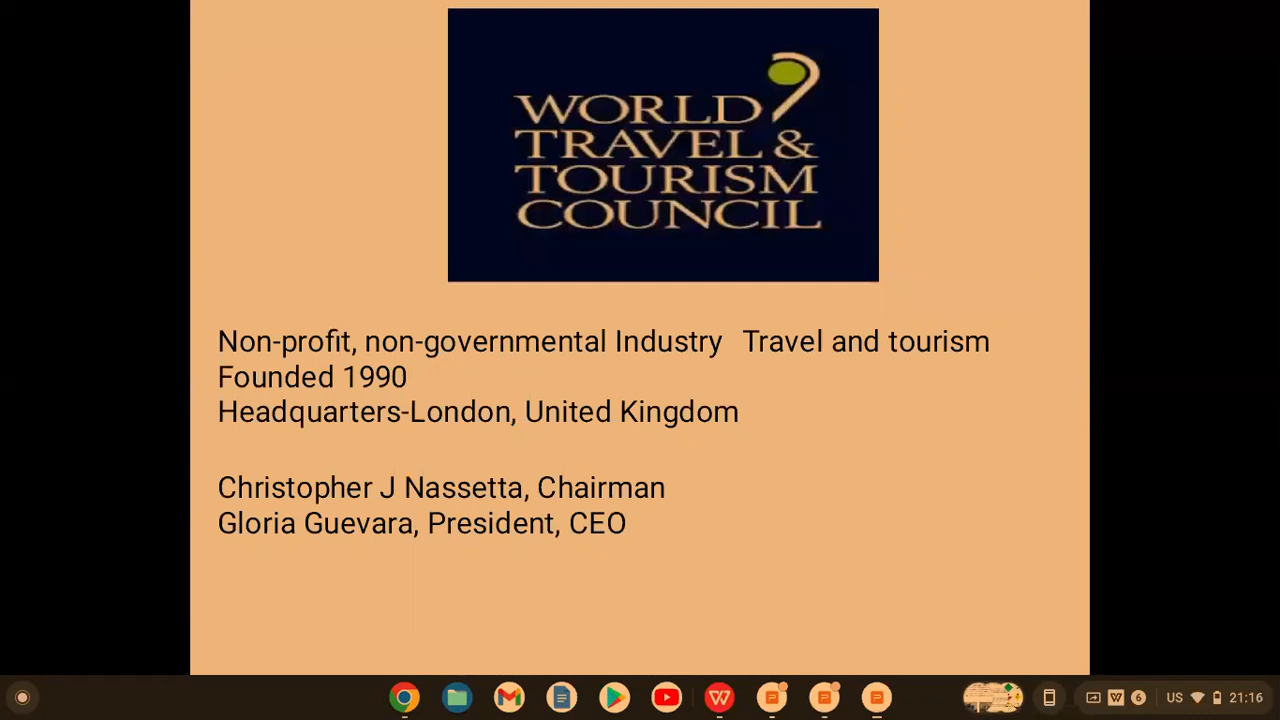 WORLD
TRAVEL &
TOURISM
COUNCIL
Non-profit, non-governmental Industry Travel and tourism
Founded 1990
Headquarters-London, United Kingdom
Christopher J Nassetta, Chairman
Gloria Guevara, President, CEO
6 US 21:16